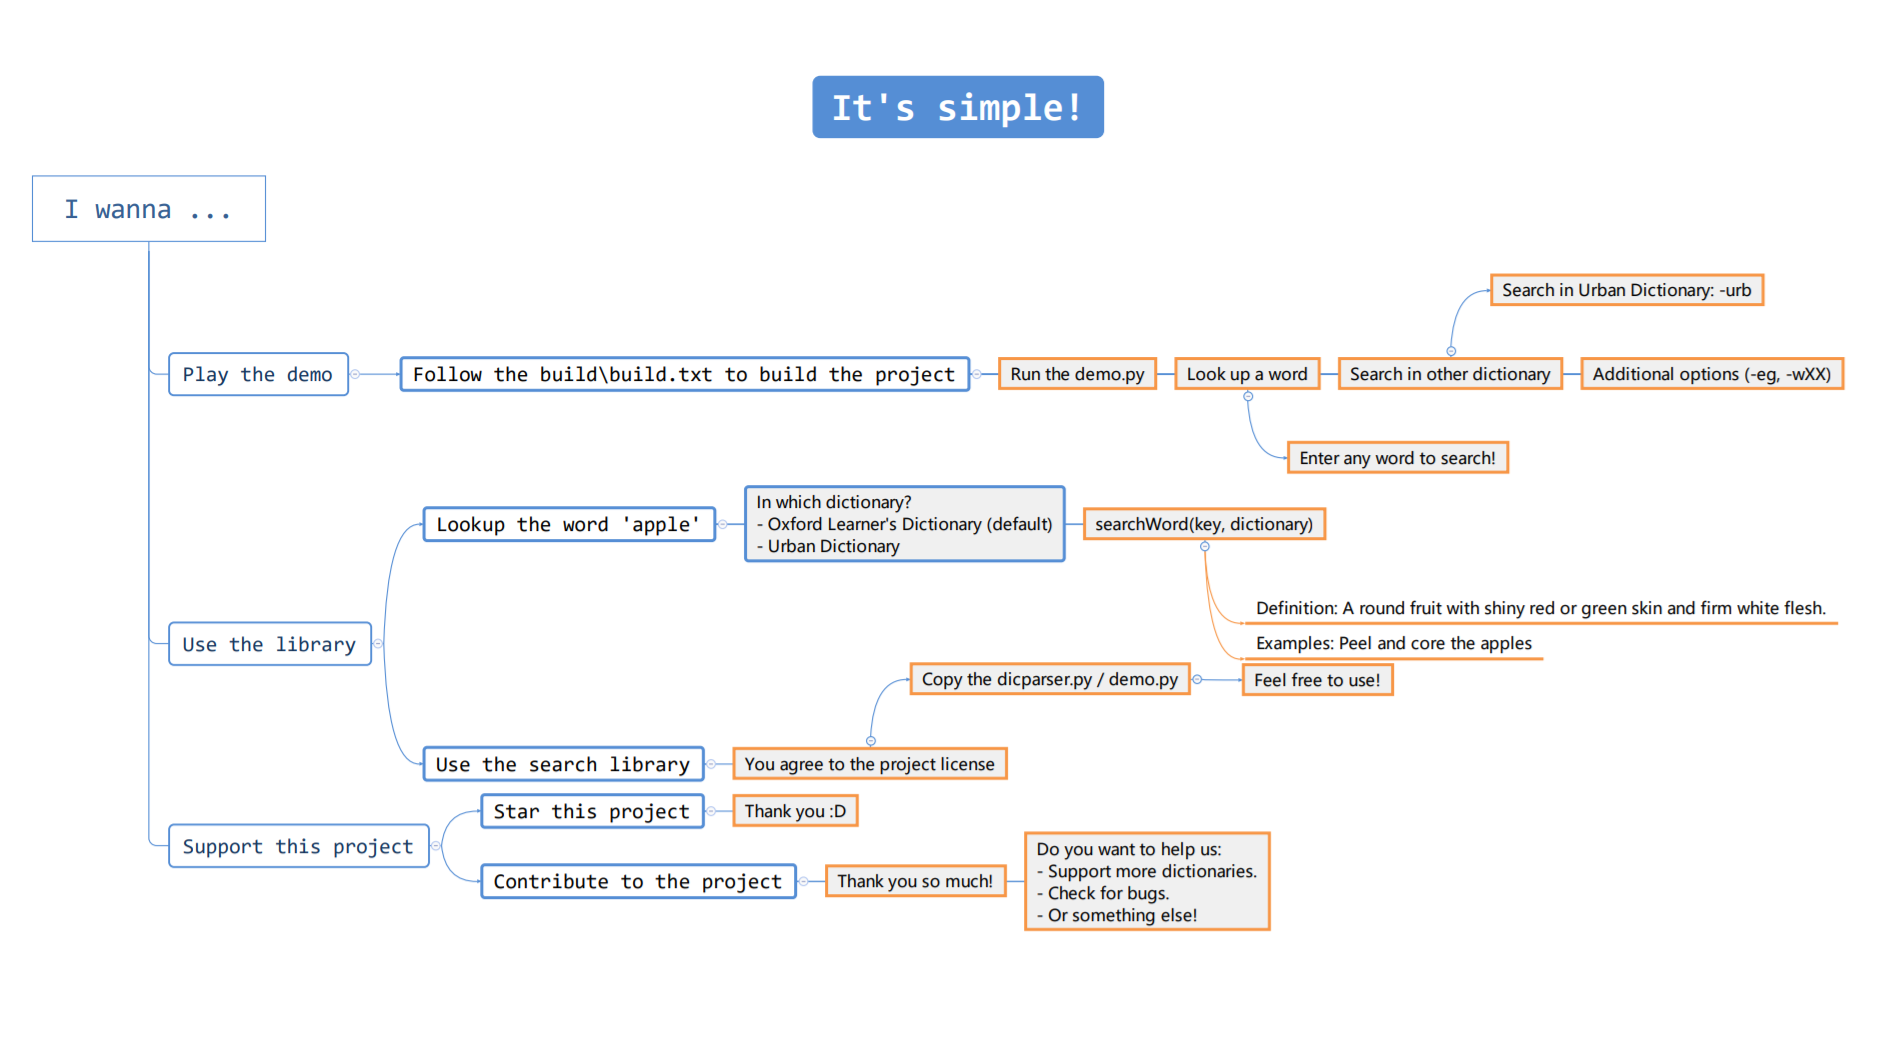 It's simple!
I wanna ...
Search in Urban Dictionary: -urb
Play the demo
Follow the build\build.txt to build the project
Run the demo.py
Look up a word
Search in other dictionary
Additional options (-eg, -wXX)
Enter any word to search!
Use the library
Lookup the word 'apple'
In which dictionary?
- Oxford Learner's Dictionary (default)
- Urban Dictionary
searchWord(key, dictionary)
Definition: A round fruit with shiny red or green skin and firm white flesh.
Examples: Peel and core the apples
Copy the dicparser.py / demo.py
Feel free to use!
Use the search library
You agree to the project license
Support this project
Star this project
Thank you :D
Contribute to the project
Thank you so much!
Do you want to help us:
- Support more dictionaries.
- Check for bugs.
- Or something else!